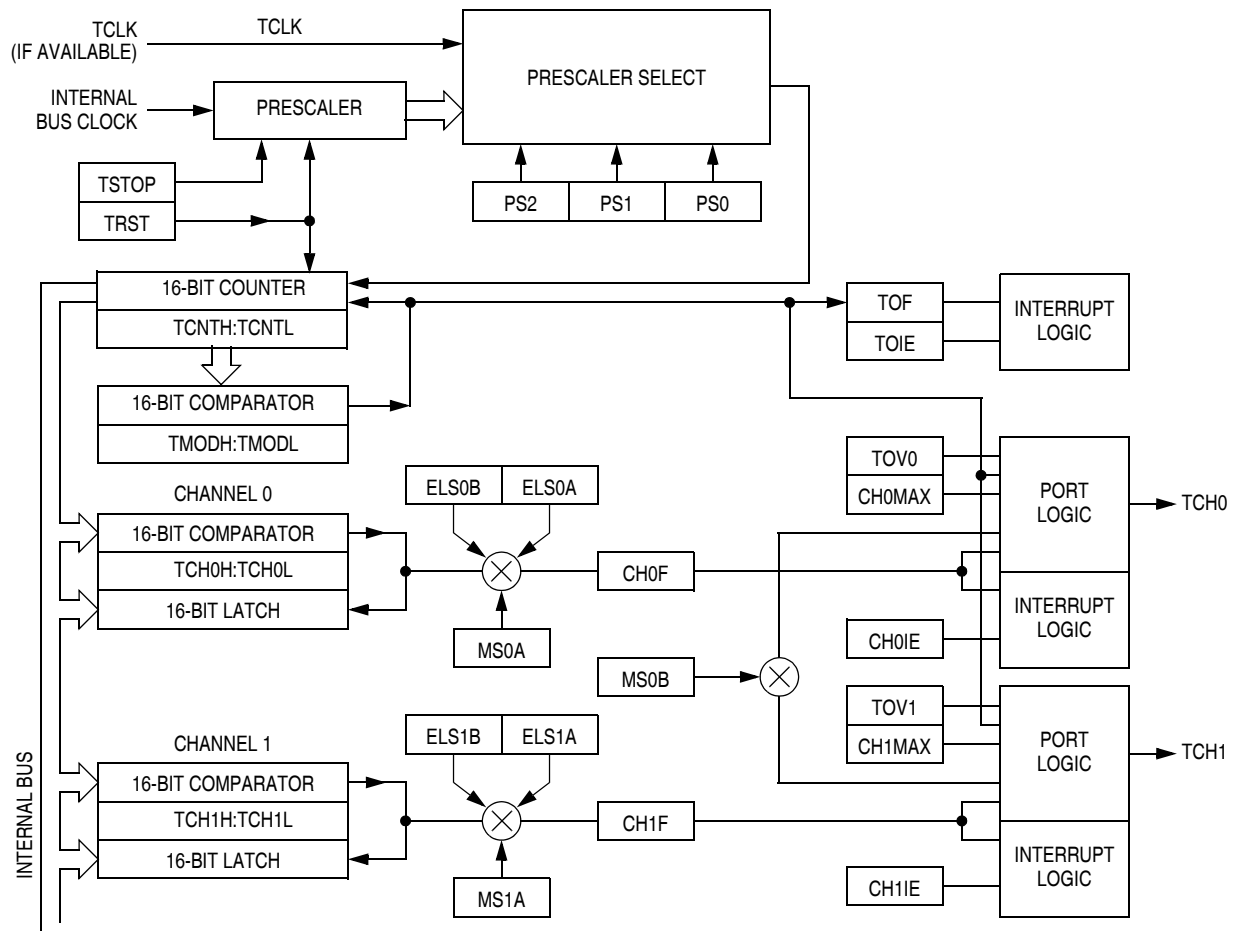 TCLK
(IF AVAILABLE)
TCLK
PRESCALER SELECT
INTERNAL
BUS CLOCK
PRESCALER
TSTOP
TRST
PS2
PS1
PS0
16-BIT COUNTER
TCNTH:TCNTL
TOF
TOIE
INTERRUPT
LOGIC
16-BIT COMPARATOR
TMODH:TMODL
CHANNEL 0
ELS0B
ELS0A
TOV0
CH0MAX
PORT
LOGIC
TCH0
16-BIT COMPARATOR
TCH0H:TCH0L
16-BIT LATCH
CH0F
MS0A
INTERRUPT
LOGIC
CH0IE
MS0B
CHANNEL 1
ELS1B
ELS1A
TOV1
CH1MAX
PORT
LOGIC
TCH1
16-BIT COMPARATOR
TCH1H:TCH1L
16-BIT LATCH
CH1F
MS1A
INTERRUPT
LOGIC
CH1IE
INTERNAL BUS